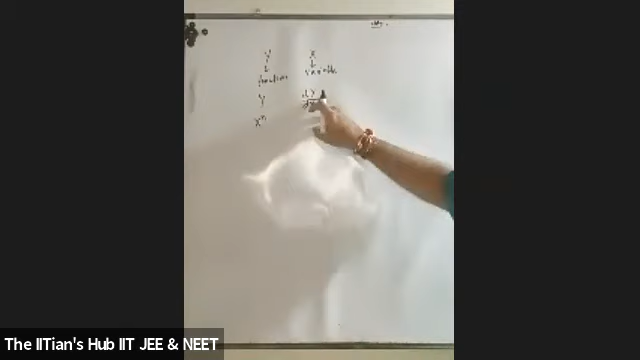 y x
↓ ↓
function variable
y dy/dx
xⁿ
The IITian's Hub IIT JEE & NEET